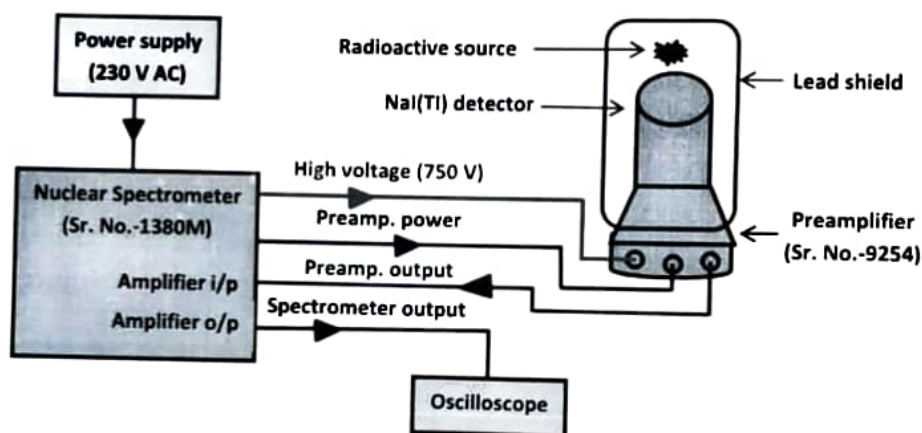 Power supply
(230 V AC)
Radioactive source
NaI(Tl) detector
Lead shield
High voltage (750 V)
Nuclear Spectrometer
(Sr. No.-1380M)
Preamp. power
Preamplifier
(Sr. No.-9254)
Preamp. output
Amplifier i/p
Spectrometer output
Amplifier o/p
Oscilloscope